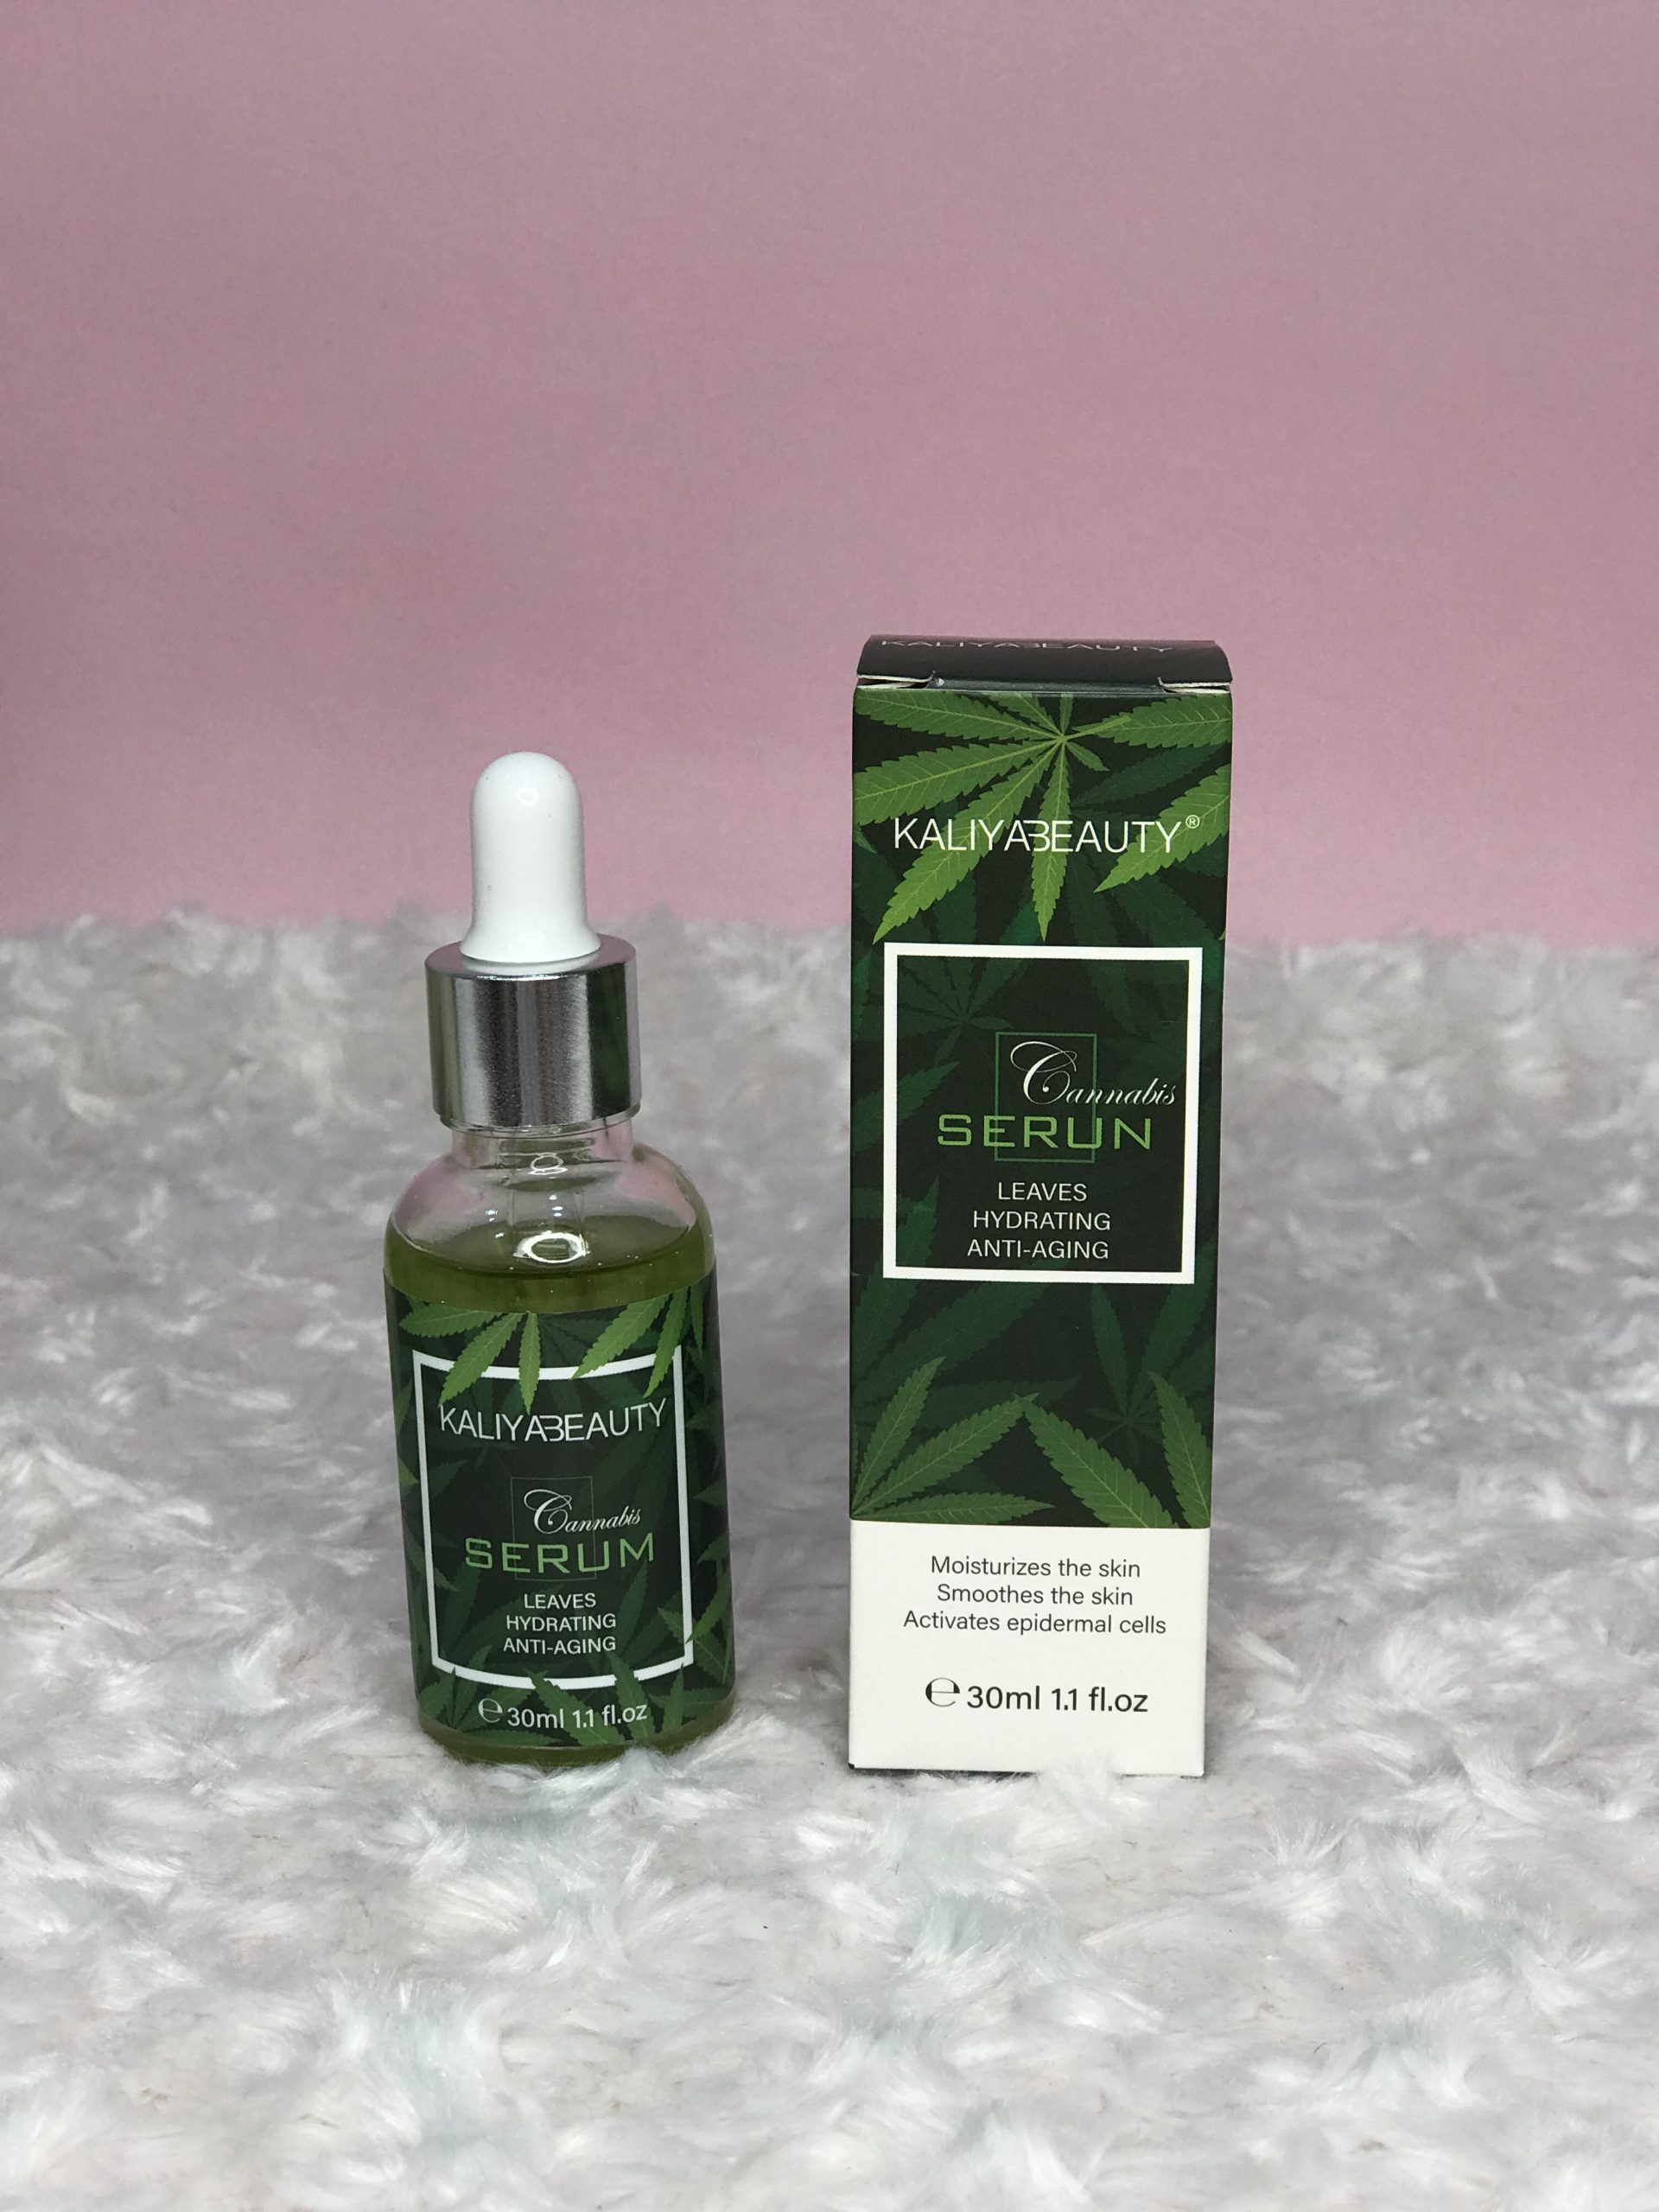 KALIYABEAUTY
Cannabis
SERUM
LEAVES
HYDRATING
ANTI-AGING
℮ 30ml 1.1 fl.oz
KALIYABEAUTY
KALIYABEAUTY®
Cannabis
SERUN
LEAVES
HYDRATING
ANTI-AGING
Moisturizes the skin
Smoothes the skin
Activates epidermal cells
℮ 30ml 1.1 fl.oz